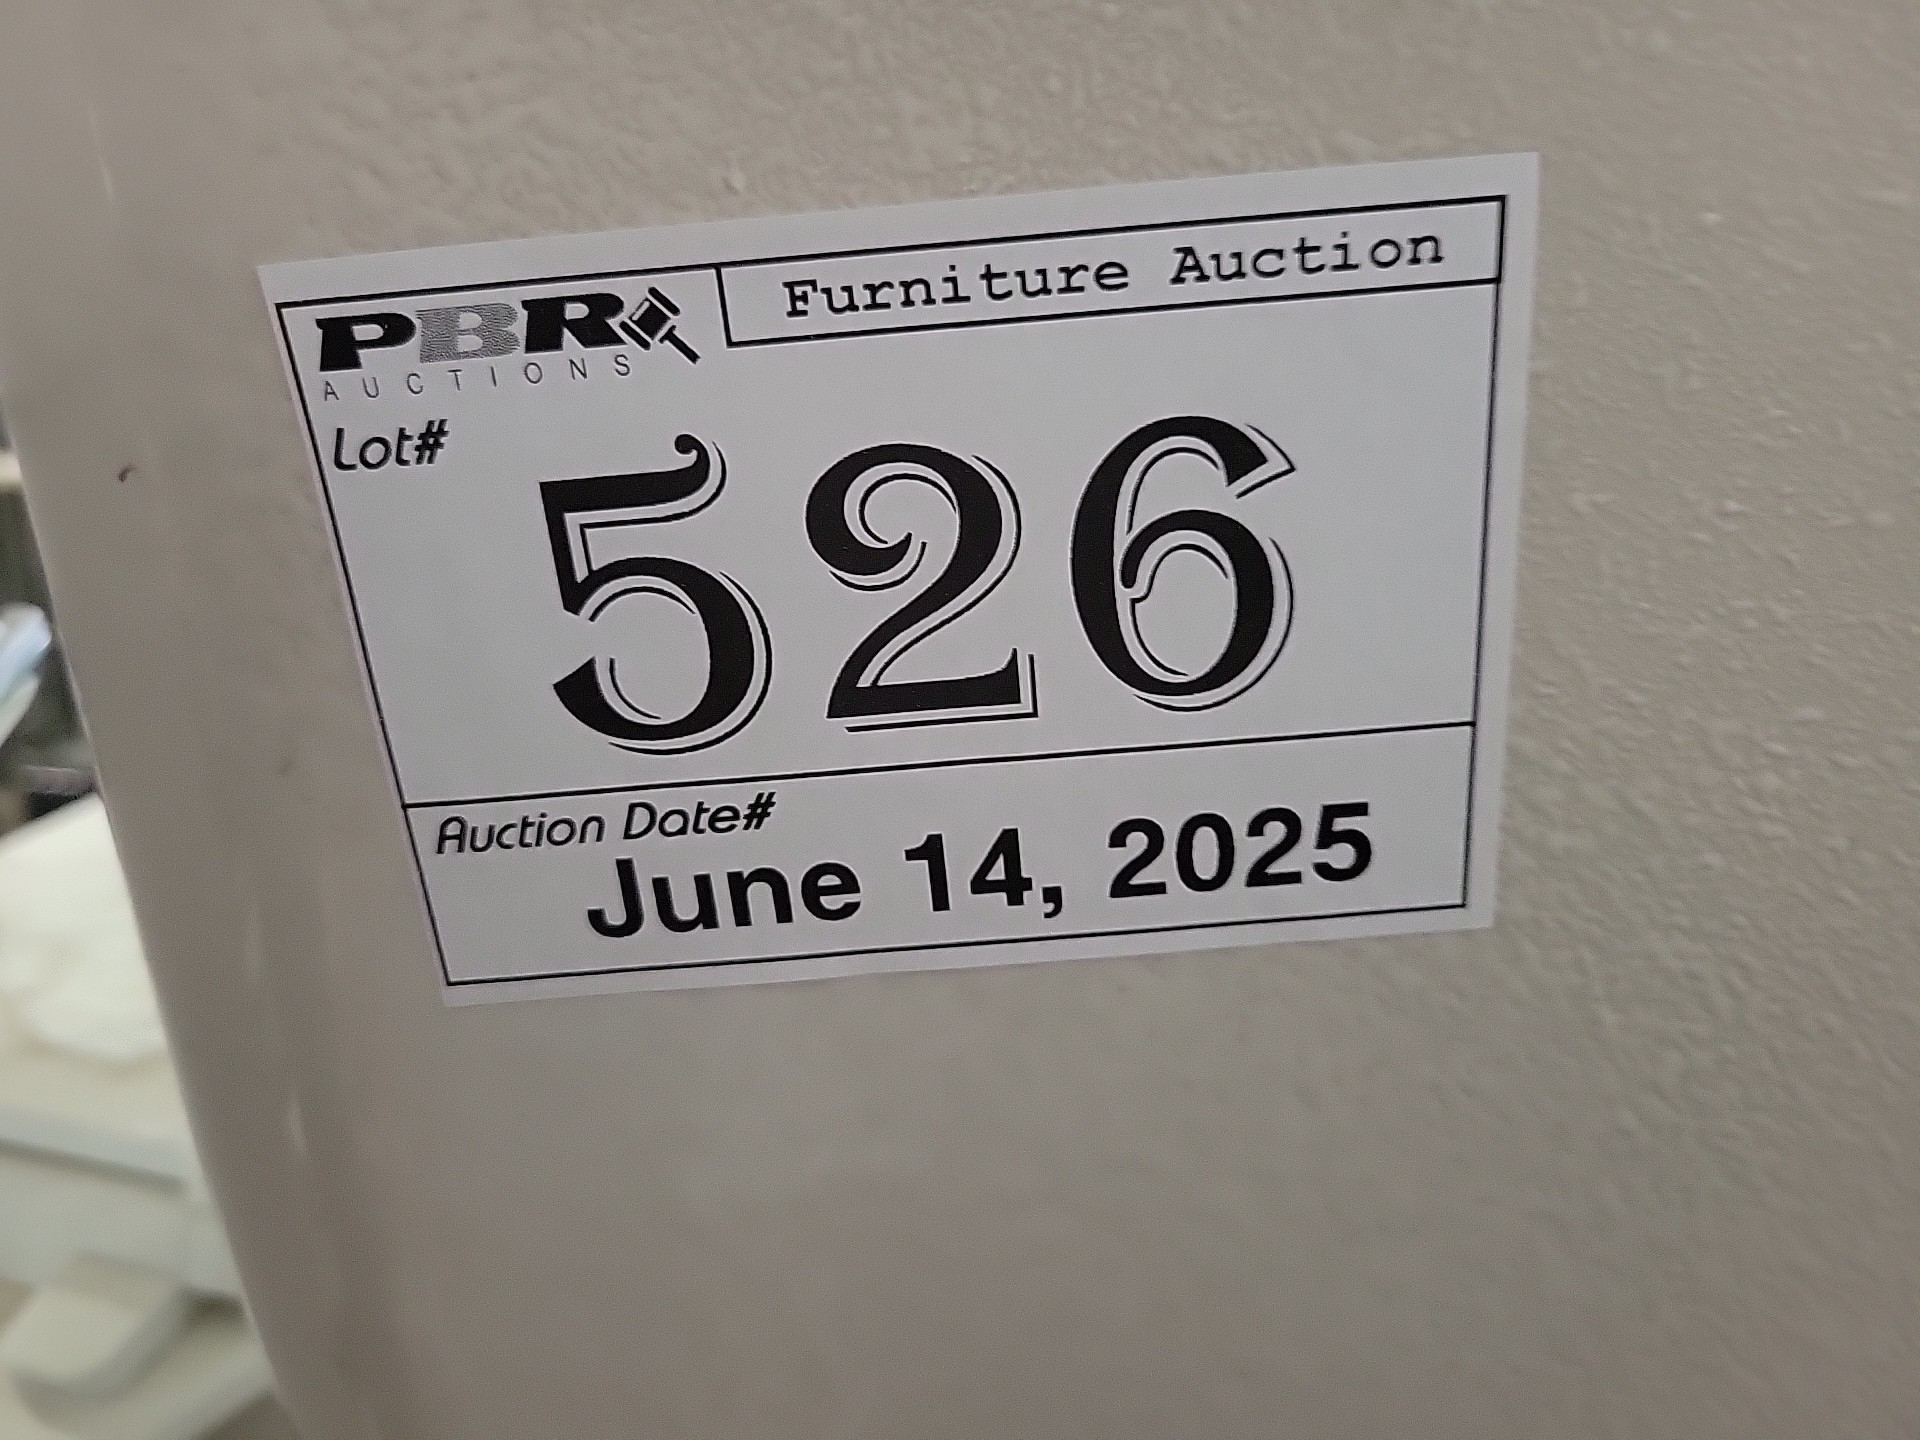 PBR
AUCTIONS
Furniture Auction
Lot#
526
Auction Date#
June 14, 2025